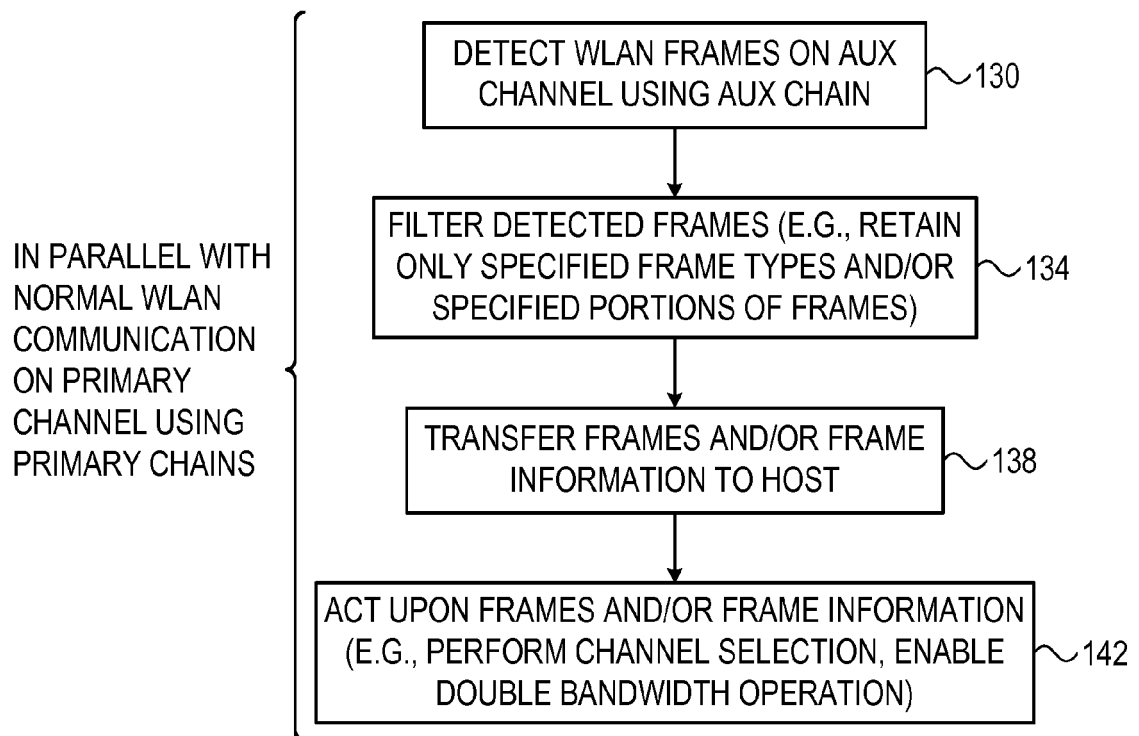 IN PARALLEL WITH
NORMAL WLAN
COMMUNICATION
ON PRIMARY
CHANNEL USING
PRIMARY CHAINS
DETECT WLAN FRAMES ON AUX
CHANNEL USING AUX CHAIN
130
FILTER DETECTED FRAMES (E.G., RETAIN
ONLY SPECIFIED FRAME TYPES AND/OR
SPECIFIED PORTIONS OF FRAMES)
134
TRANSFER FRAMES AND/OR FRAME
INFORMATION TO HOST
138
ACT UPON FRAMES AND/OR FRAME INFORMATION
(E.G., PERFORM CHANNEL SELECTION, ENABLE
DOUBLE BANDWIDTH OPERATION)
142